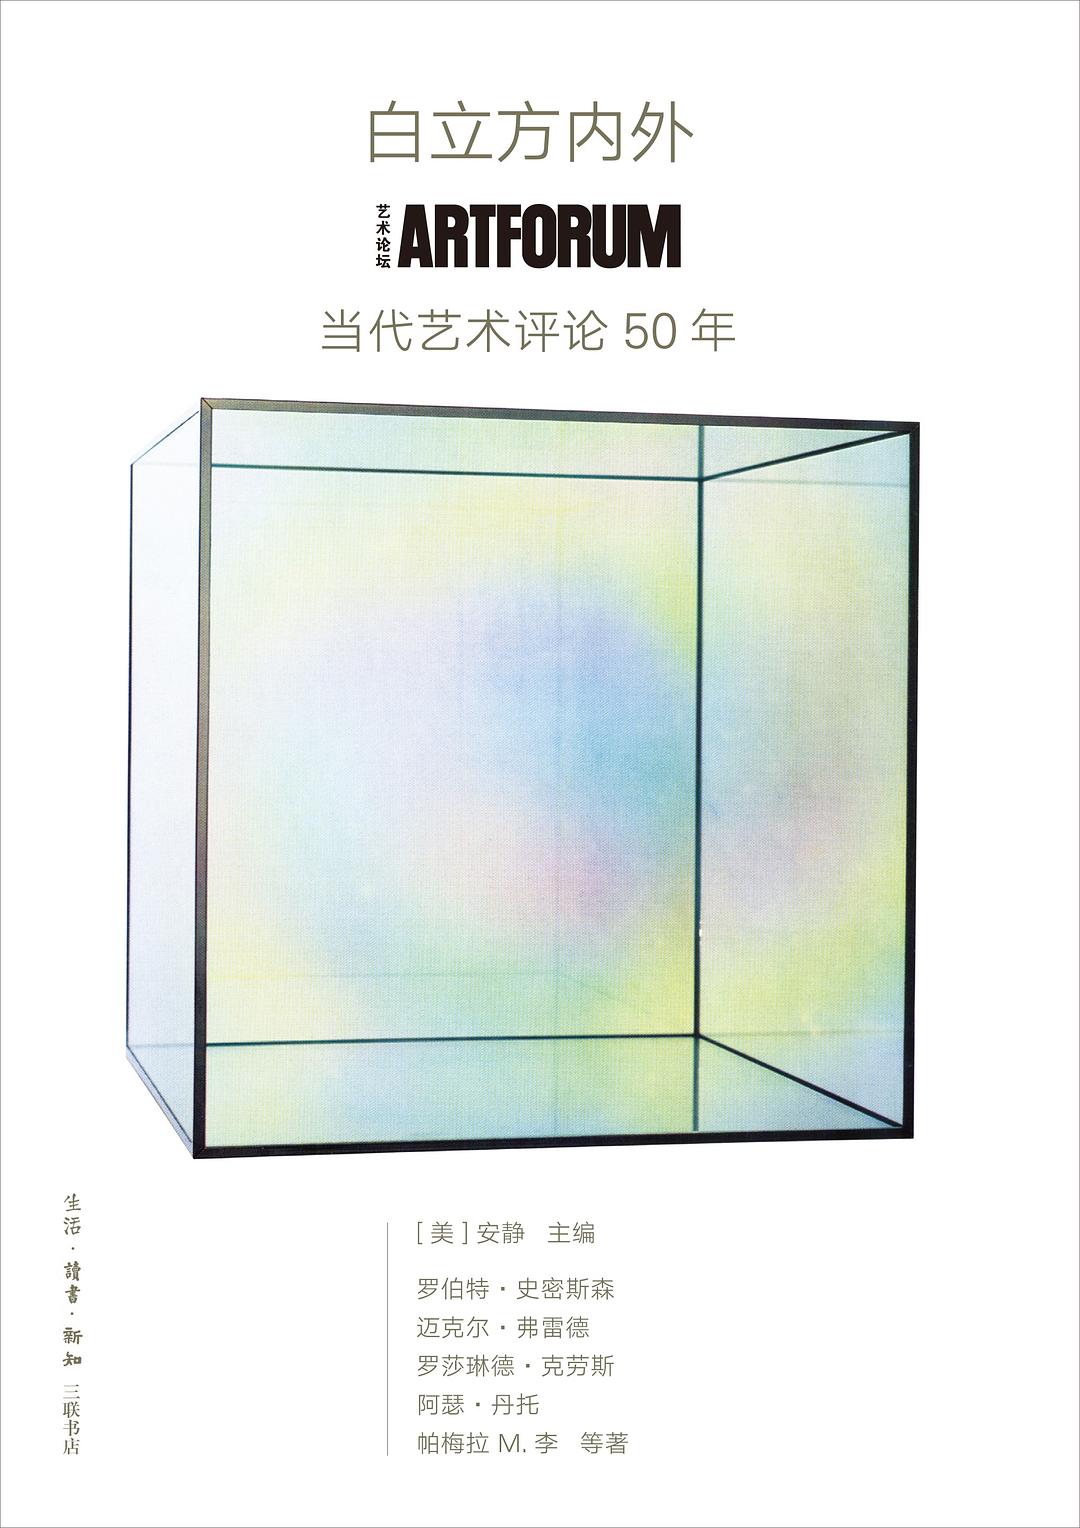 白立方内外
艺术论坛
ARTFORUM
当代艺术评论 50 年
[ 美 ] 安静 主编
罗伯特·史密斯森
迈克尔·弗雷德
罗莎琳德·克劳斯
阿瑟·丹托
帕梅拉 M. 李 等著
生活·讀書·新知 三联书店